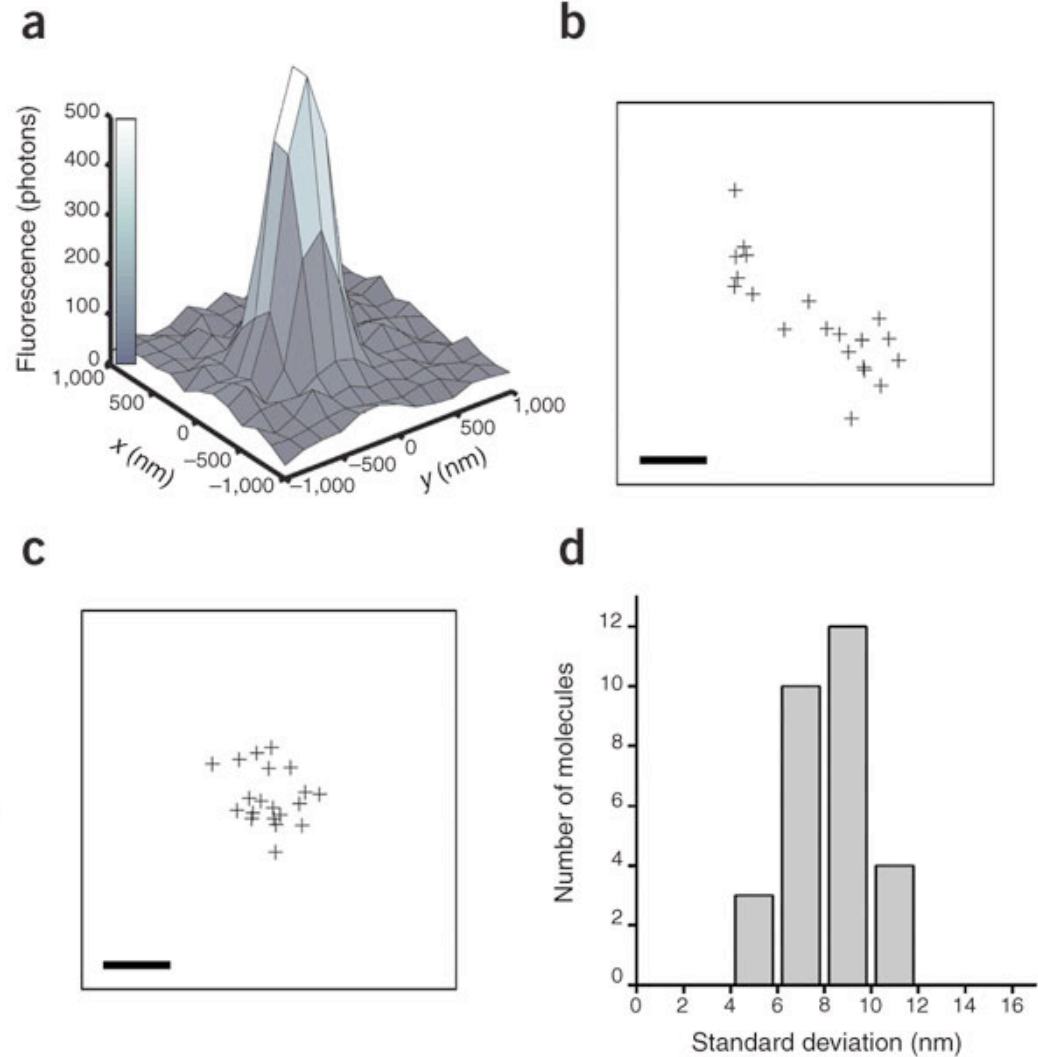 a
Fluorescence (photons)
500
400
300
200
100
0
1,000
500
0
–500
–1,000
x (nm)
–1,000
–500
0
500
1,000
y (nm)
b
c
d
Number of molecules
12
10
8
6
4
2
0
0 2 4 6 8 10 12 14 16
Standard deviation (nm)